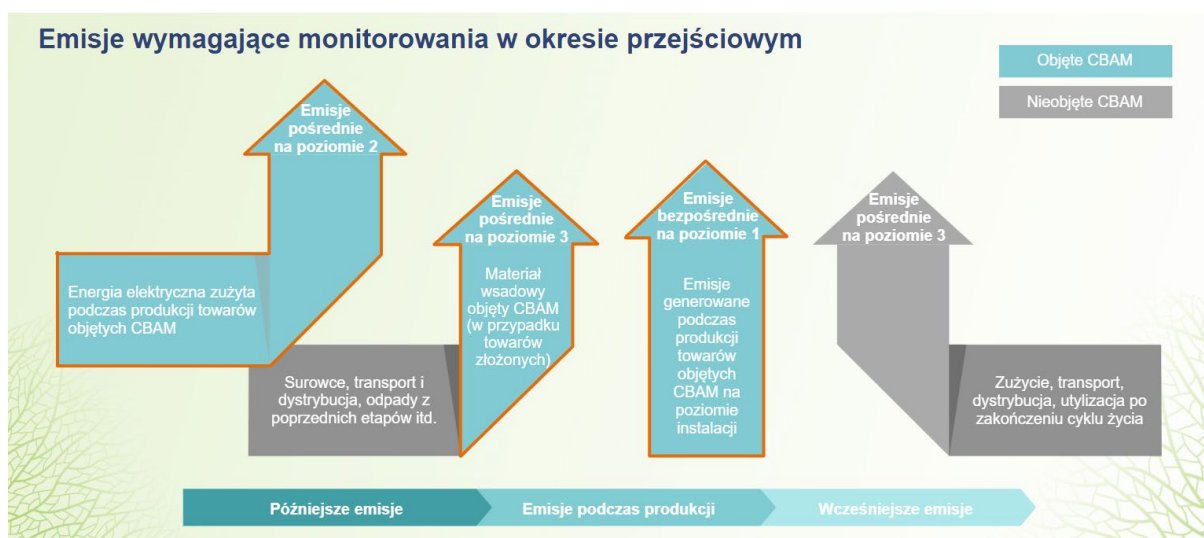 Emisje wymagające monitorowania w okresie przejściowym
Objęte CBAM
Nieobjęte CBAM
Emisje
pośrednie
na poziomie 2
Energia elektryczna zużyta
podczas produkcji towarów
objętych CBAM
Emisje
pośrednie
na poziomie 3
Materiał
wsadowy
objęty CBAM
(w przypadku
towarów
złożonych)
Surowce, transport i
dystrybucja, odpady z
poprzednich etapów itd.
Emisje
bezpośrednie
na poziomie 1
Emisje
generowane
podczas
produkcji
towarów
objętych
CBAM na
poziomie
instalacji
Emisje
pośrednie
na poziomie 3
Zużycie, transport,
dystrybucja, utylizacja po
zakończeniu cyklu życia
Późniejsze emisje
Emisje podczas produkcji
Wcześniejsze emisje